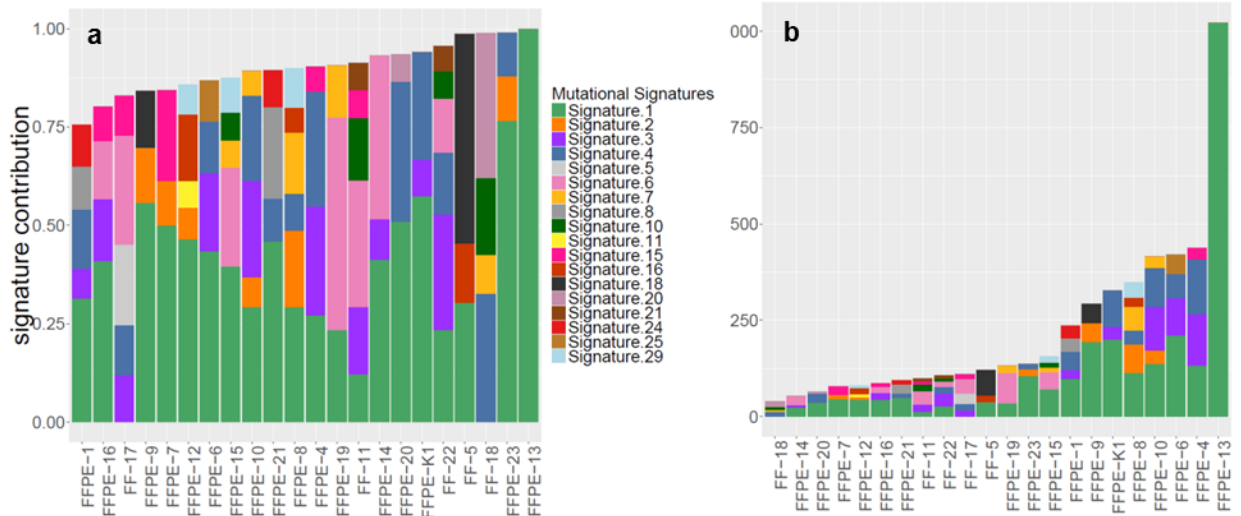 a
signature contribution
1.00
0.75
0.50
0.25
0.00
FFPE-1
FFPE-16
FF-17
FFPE-9
FFPE-7
FFPE-12
FFPE-6
FFPE-15
FFPE-10
FFPE-21
FFPE-8
FFPE-4
FFPE-19
FF-11
FFPE-14
FFPE-20
FFPE-K1
FF-22
FF-5
FF-18
FFPE-23
FFPE-13
Mutational Signatures
Signature.1
Signature.2
Signature.3
Signature.4
Signature.5
Signature.6
Signature.7
Signature.8
Signature.10
Signature.11
Signature.15
Signature.16
Signature.18
Signature.20
Signature.21
Signature.24
Signature.25
Signature.29
b
000
750
500
250
0
FF-18
FFPE-14
FFPE-20
FFPE-7
FFPE-12
FFPE-16
FFPE-21
FF-11
FF-22
FF-17
FF-5
FFPE-19
FFPE-23
FFPE-15
FFPE-1
FFPE-9
FFPE-K1
FFPE-8
FFPE-10
FFPE-6
FFPE-4
FFPE-13